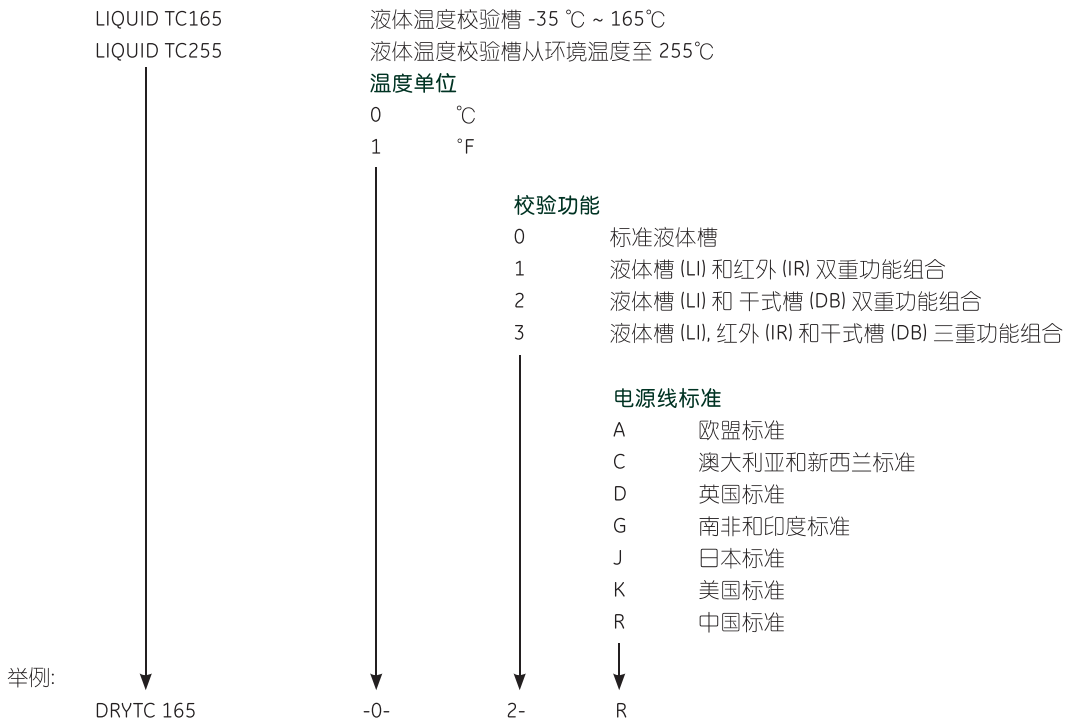 LIQUID TC165 液体温度校验槽 -35 ℃ ~ 165℃
LIQUID TC255 液体温度校验槽从环境温度至 255℃
温度单位
0 ℃
1 °F
校验功能
0 标准液体槽
1 液体槽 (LI) 和红外 (IR) 双重功能组合
2 液体槽 (LI) 和 干式槽 (DB) 双重功能组合
3 液体槽 (LI), 红外 (IR) 和干式槽 (DB) 三重功能组合
电源线标准
A 欧盟标准
C 澳大利亚和新西兰标准
D 英国标准
G 南非和印度标准
J 日本标准
K 美国标准
R 中国标准
举例:
DRYTC 165 -0- 2- R